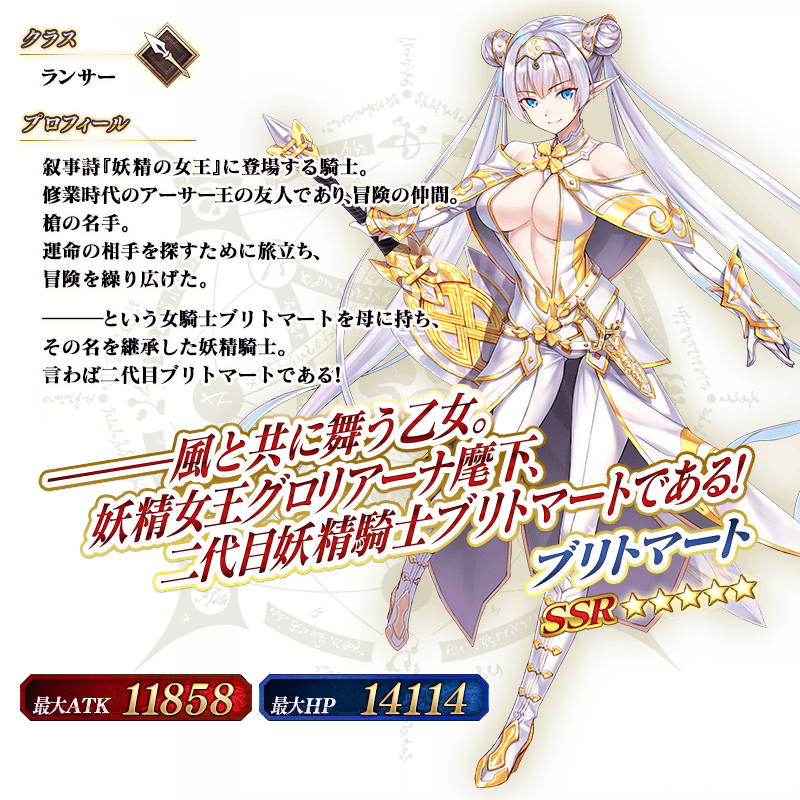 クラス
ランサー
プロフィール
叙事詩『妖精の女王』に登場する騎士。
修業時代のアーサー王の友人であり、冒険の仲間。
槍の名手。
運命の相手を探すために旅立ち、
冒険を繰り広げた。
―――という女騎士ブリトマートを母に持ち、
その名を継承した妖精騎士。
言わば二代目ブリトマートである!
―――風と共に舞う乙女。
妖精女王グロリアーナ麾下、
二代目妖精騎士ブリトマートである!
ブリトマート
SSR ★★★★★
最大ATK 11858
最大HP 14114